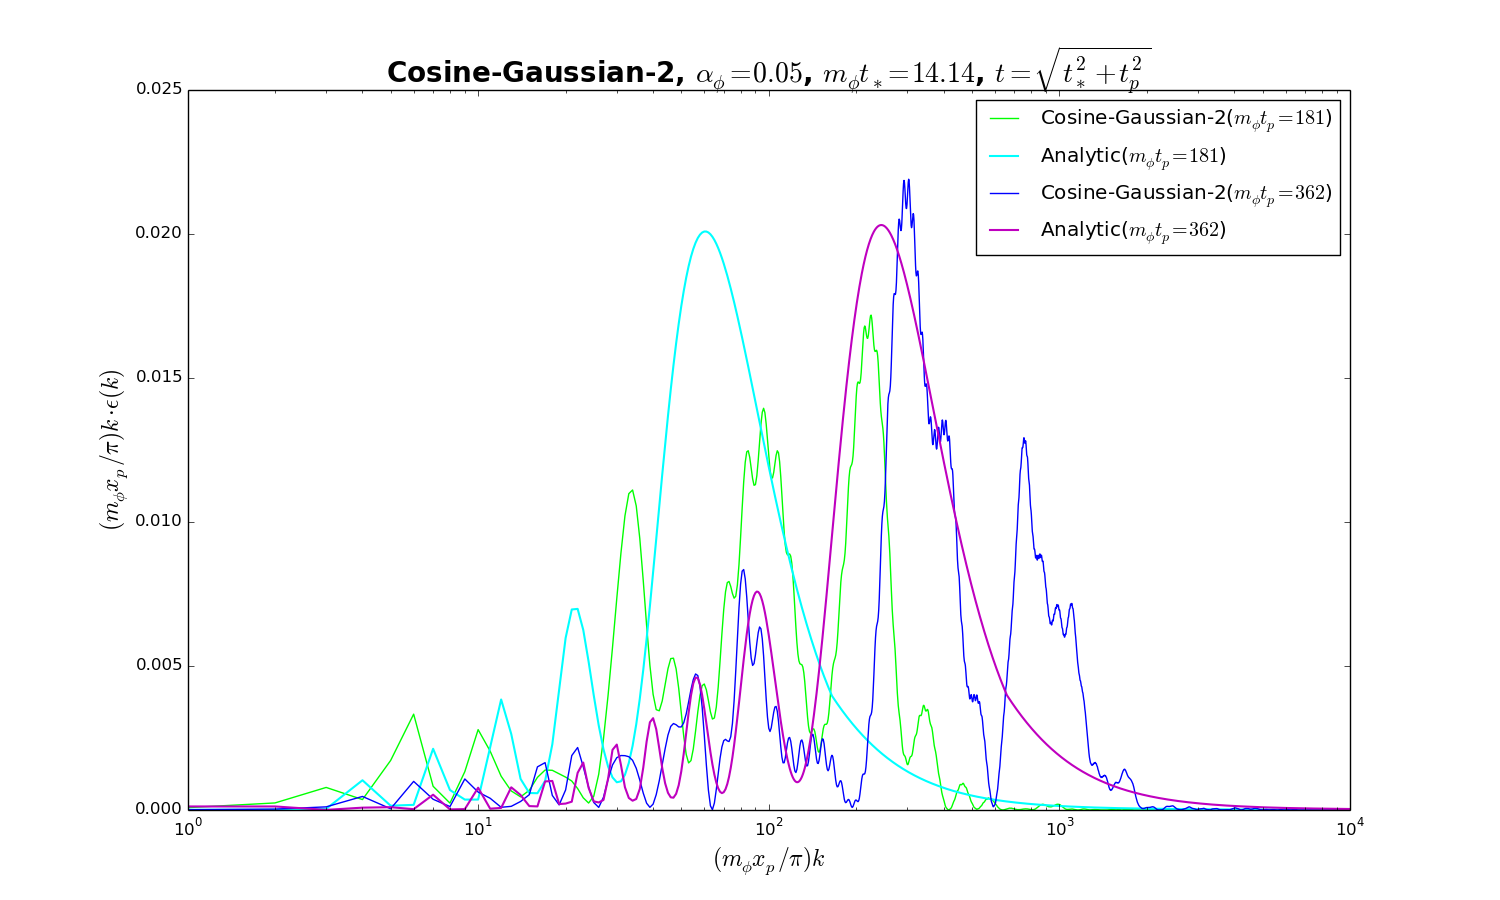 Cosine-Gaussian-2, α_ϕ=0.05, m_ϕt_*=14.14, t=√(t_*^2+t_p^2)
0.025
0.020
0.015
0.010
0.005
0.000
(m_ϕx_p/π)k·ϵ(k)
Cosine-Gaussian-2(m_ϕt_p=181)
Analytic(m_ϕt_p=181)
Cosine-Gaussian-2(m_ϕt_p=362)
Analytic(m_ϕt_p=362)
10^0 10^1 10^2 10^3 10^4
(m_ϕx_p/π)k